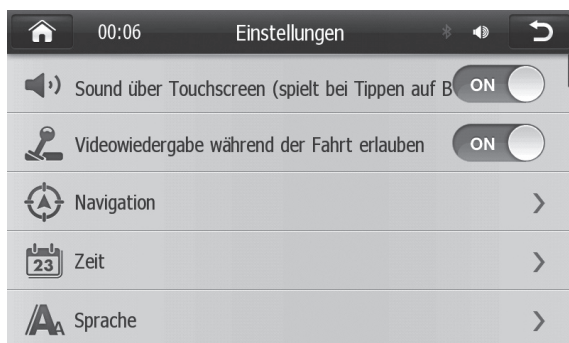 00:06 Einstellungen
Sound über Touchscreen (spielt bei Tippen auf B ON
Videowiedergabe während der Fahrt erlauben ON
Navigation
23 Zeit
AA Sprache